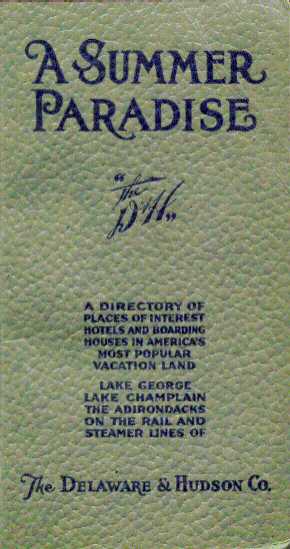 A SUMMER
PARADISE
"The
D&H"
A DIRECTORY OF
PLACES OF INTEREST
HOTELS AND BOARDING
HOUSES IN AMERICA'S
MOST POPULAR
VACATION LAND
LAKE GEORGE
LAKE CHAMPLAIN
THE ADIRONDACKS
ON THE RAIL AND
STEAMER LINES OF
The DELAWARE & HUDSON CO.